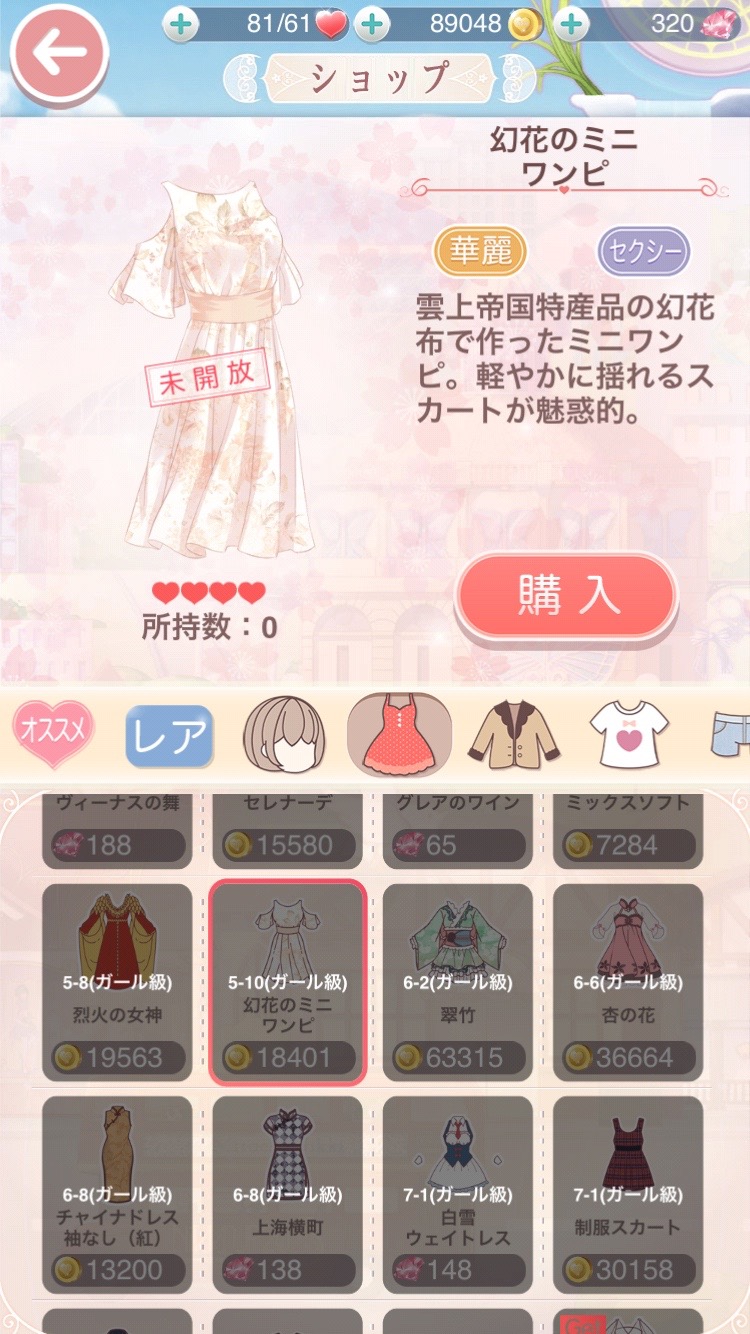 81/61
89048
320
ショップ
幻花のミニ
ワンピ
華麗
セクシー
雲上帝国特産品の幻花
布で作ったミニワン
ピ。軽やかに揺れるス
カートが魅惑的。
未開放
所持数：0
購入
オススメ
レア
ヴィーナスの舞
セレナーデ
グレアのワイン
ミックスソフト
188
15580
65
7284
5-8(ガール級)
5-10(ガール級)
6-2(ガール級)
6-6(ガール級)
烈火の女神
幻花のミニ
ワンピ
翠竹
杏の花
19563
18401
63315
36664
6-8(ガール級)
6-8(ガール級)
7-1(ガール級)
7-1(ガール級)
チャイナドレス
袖なし（紅）
上海横町
白雪
ウェイトレス
制服スカート
13200
138
148
30158